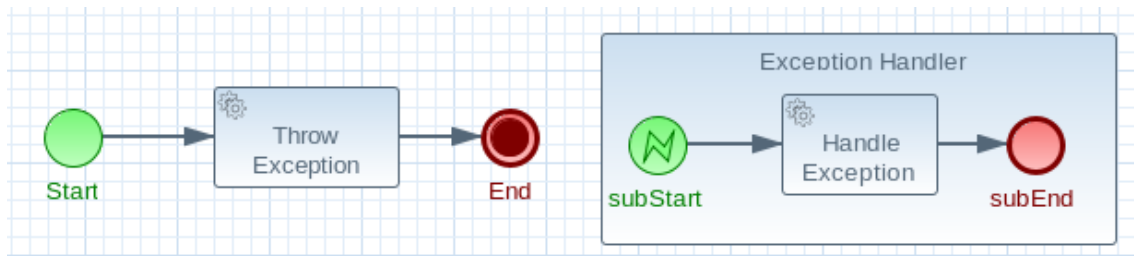 Start
Throw
Exception
End
Exception Handler
subStart
Handle
Exception
subEnd